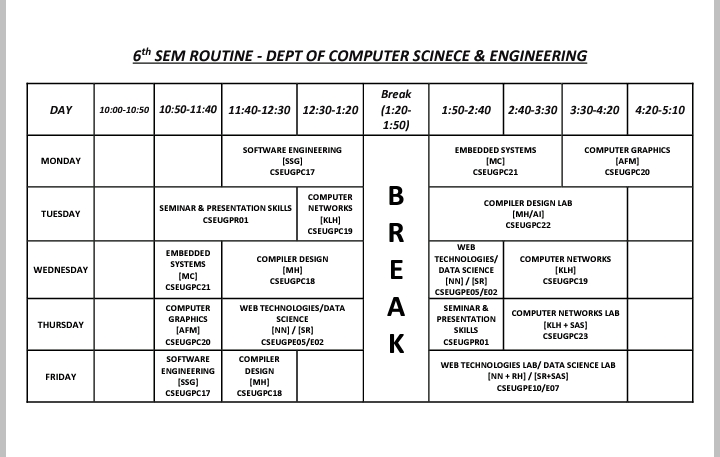 6th SEM ROUTINE - DEPT OF COMPUTER SCINECE & ENGINEERING
DAY
10:00-10:50
10:50-11:40
11:40-12:30
12:30-1:20
Break
(1:20-
1:50)
1:50-2:40
2:40-3:30
3:30-4:20
4:20-5:10
MONDAY
SOFTWARE ENGINEERING
[SSG]
CSEUGPC17
B
R
E
A
K
EMBEDDED SYSTEMS
[MC]
CSEUGPC21
COMPUTER GRAPHICS
[AFM]
CSEUGPC20
TUESDAY
SEMINAR & PRESENTATION SKILLS
CSEUGPR01
COMPUTER
NETWORKS
[KLH]
CSEUGPC19
COMPILER DESIGN LAB
[MH/AI]
CSEUGPC22
WEDNESDAY
EMBEDDED
SYSTEMS
[MC]
CSEUGPC21
COMPILER DESIGN
[MH]
CSEUGPC18
WEB
TECHNOLOGIES/
DATA SCIENCE
[NN] / [SR]
CSEUGPE05/E02
COMPUTER NETWORKS
[KLH]
CSEUGPC19
THURSDAY
COMPUTER
GRAPHICS
[AFM]
CSEUGPC20
WEB TECHNOLOGIES/DATA
SCIENCE
[NN] / [SR]
CSEUGPE05/E02
SEMINAR &
PRESENTATION
SKILLS
CSEUGPR01
COMPUTER NETWORKS LAB
[KLH + SAS]
CSEUGPC23
FRIDAY
SOFTWARE
ENGINEERING
[SSG]
CSEUGPC17
COMPILER
DESIGN
[MH]
CSEUGPC18
WEB TECHNOLOGIES LAB/ DATA SCIENCE LAB
[NN + RH] / [SR+SAS]
CSEUGPE10/E07